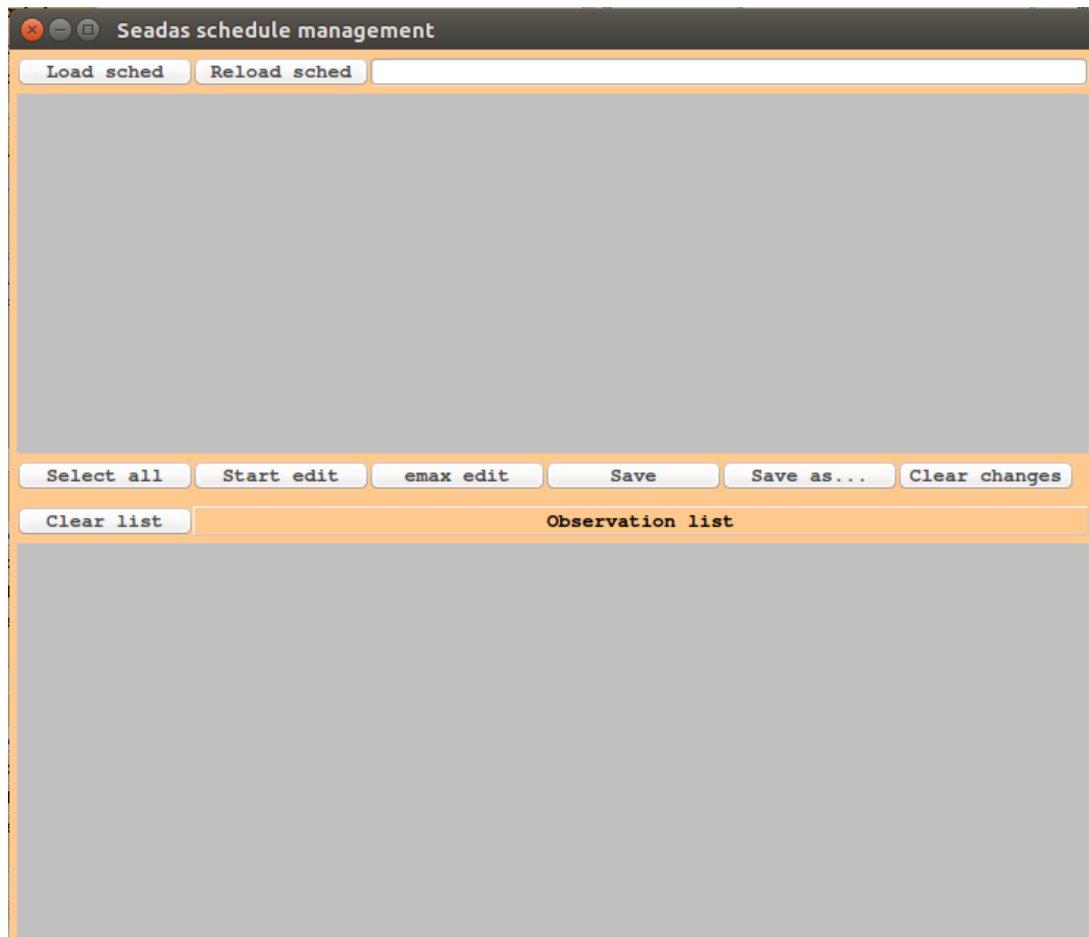 Seadas schedule management
Load sched Reload sched
Select all Start edit emax edit Save Save as... Clear changes
Clear list Observation list